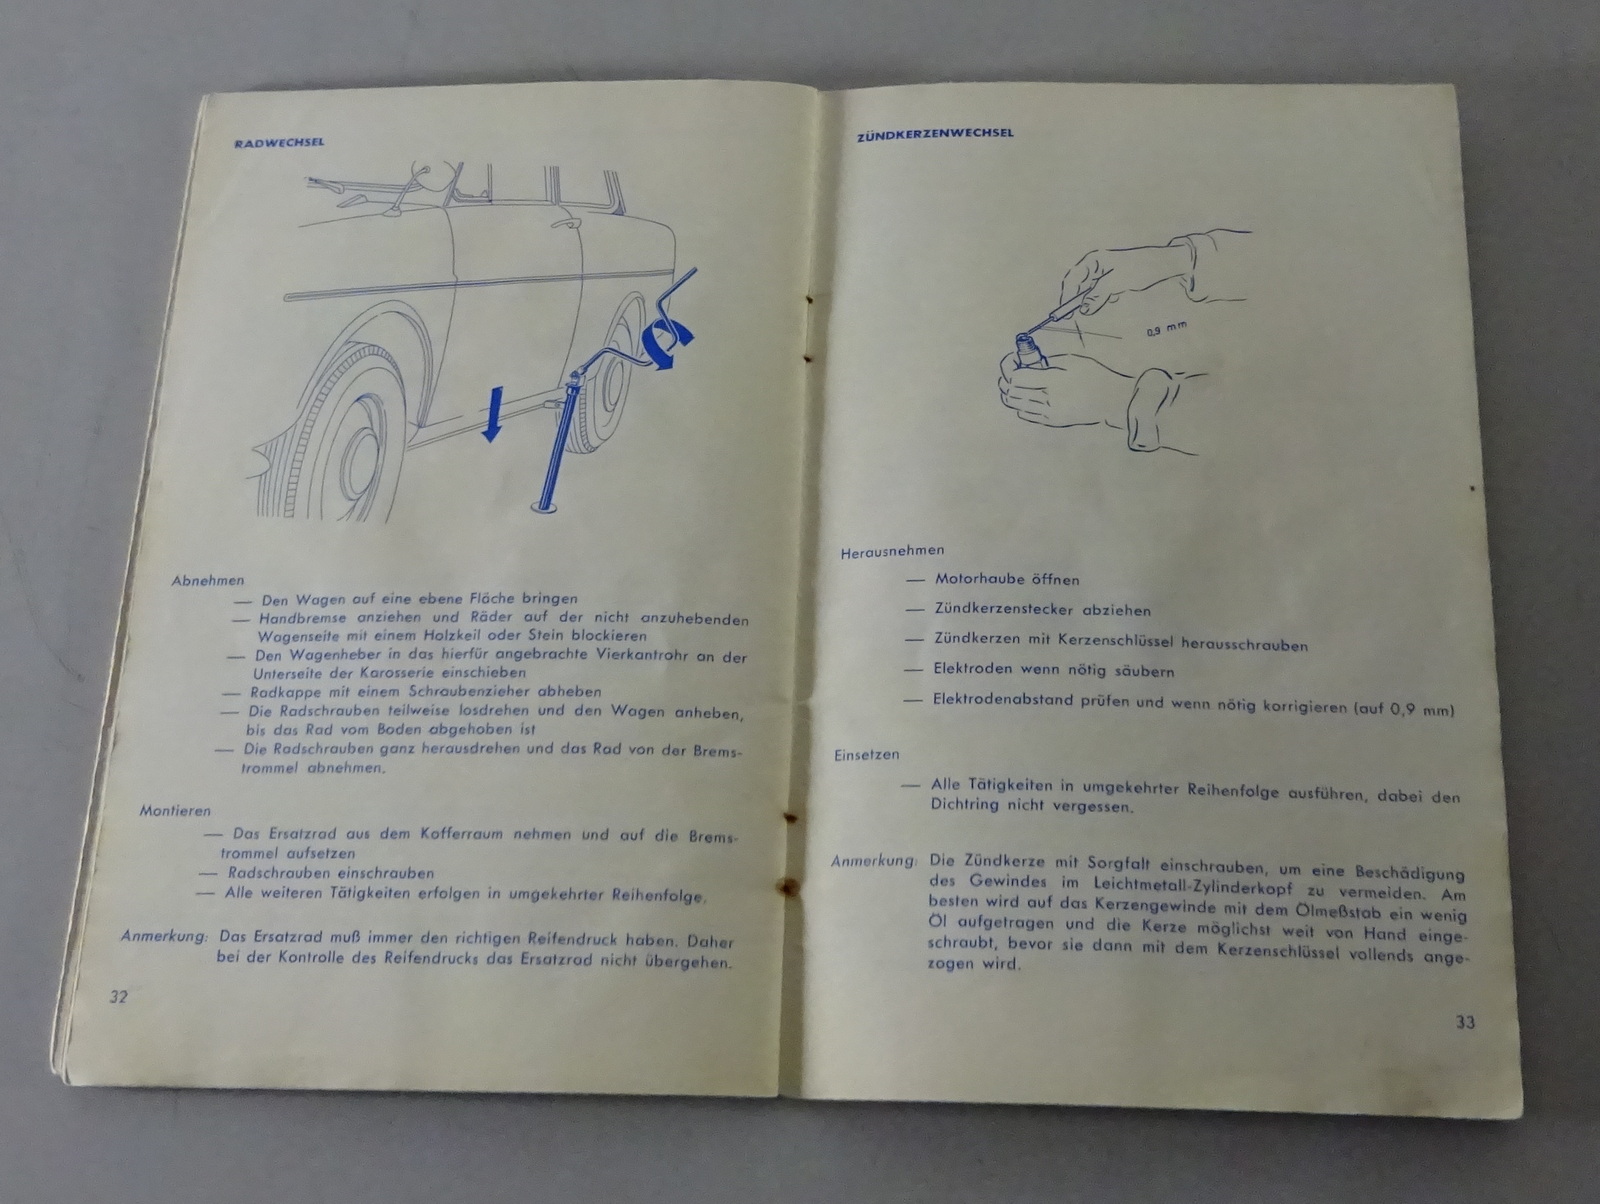 RADWECHSEL
Abnehmen
— Den Wagen auf eine ebene Fläche bringen
— Handbremse anziehen und Räder auf der nicht anzuhebenden
Wagenseite mit einem Holzkeil oder Stein blockieren
— Den Wagenheber in das hierfür angebrachte Vierkantrohr an der
Unterseite der Karosserie einschieben
— Radkappe mit einem Schraubenzieher abheben
— Die Radschrauben teilweise losdrehen und den Wagen anheben,
bis das Rad vom Boden abgehoben ist
— Die Radschrauben ganz herausdrehen und das Rad von der Brems-
trommel abnehmen.
Montieren
— Das Ersatzrad aus dem Kofferraum nehmen und auf die Brems-
trommel aufsetzen
— Radschrauben einschrauben
— Alle weiteren Tätigkeiten erfolgen in umgekehrter Reihenfolge.
Anmerkung: Das Ersatzrad muß immer den richtigen Reifendruck haben. Daher
bei der Kontrolle des Reifendrucks das Ersatzrad nicht übergehen.
32
ZÜNDKERZENWECHSEL
0,9 mm
Herausnehmen
— Motorhaube öffnen
— Zündkerzenstecker abziehen
— Zündkerzen mit Kerzenschlüssel herausschrauben
— Elektroden wenn nötig säubern
— Elektrodenabstand prüfen und wenn nötig korrigieren (auf 0,9 mm)
Einsetzen
— Alle Tätigkeiten in umgekehrter Reihenfolge ausführen, dabei den
Dichtring nicht vergessen.
Anmerkung: Die Zündkerze mit Sorgfalt einschrauben, um eine Beschädigung
des Gewindes im Leichtmetall-Zylinderkopf zu vermeiden. Am
besten wird auf das Kerzengewinde mit dem Ölmeßstab ein wenig
Öl aufgetragen und die Kerze möglichst weit von Hand einge-
schraubt, bevor sie dann mit dem Kerzenschlüssel vollends ange-
zogen wird.
33